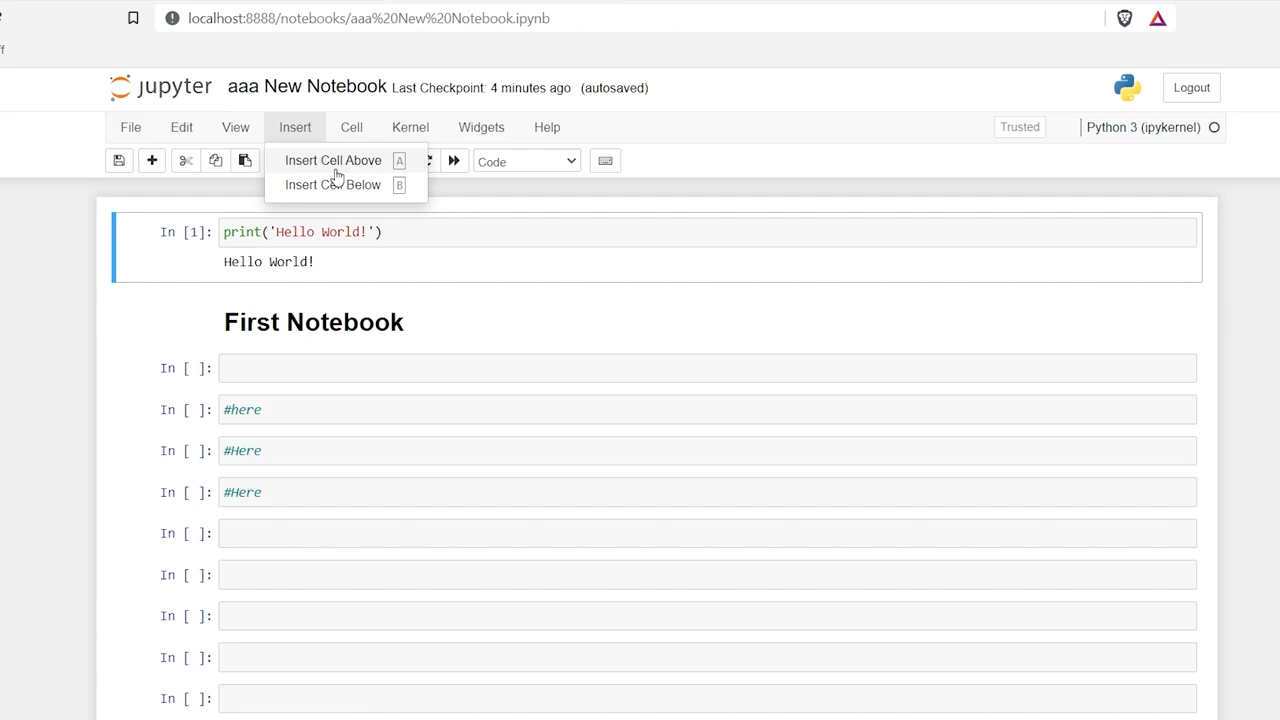 localhost:8888/notebooks/aaa%20New%20Notebook.ipynb
jupyter aaa New Notebook Last Checkpoint: 4 minutes ago (autosaved) Logout
File Edit View Insert Cell Kernel Widgets Help Trusted Python 3 (ipykernel)
Insert Cell Above A Code
Insert Cell Below B
In [1]: print('Hello World!')
Hello World!
First Notebook
In [ ]:
In [ ]: #here
In [ ]: #Here
In [ ]: #Here
In [ ]:
In [ ]:
In [ ]:
In [ ]:
In [ ]: